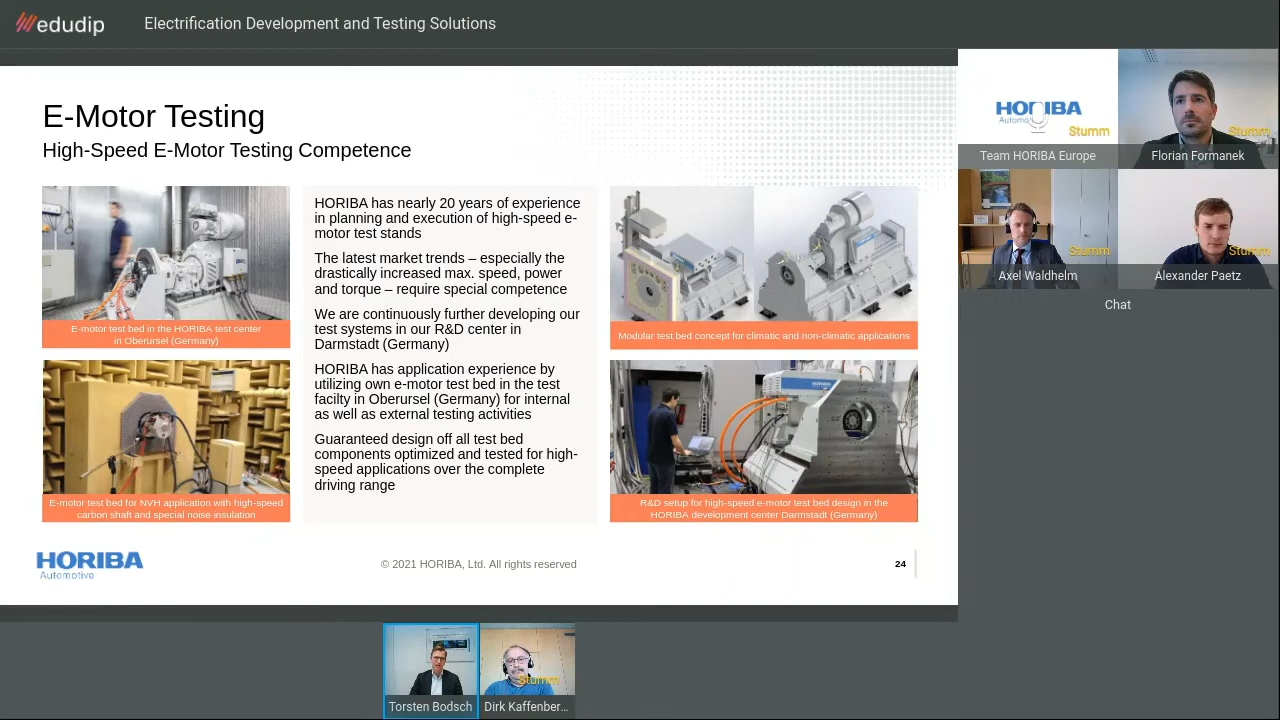 edudip
Electrification Development and Testing Solutions
E-Motor Testing
High-Speed E-Motor Testing Competence
E-motor test bed in the HORIBA test center
in Oberursel (Germany)
E-motor test bed for NVH application with high-speed
carbon shaft and special noise insulation
HORIBA has nearly 20 years of experience
in planning and execution of high-speed e-
motor test stands
The latest market trends – especially the
drastically increased max. speed, power
and torque – require special competence
We are continuously further developing our
test systems in our R&D center in
Darmstadt (Germany)
HORIBA has application experience by
utilizing own e-motor test bed in the test
facilty in Oberursel (Germany) for internal
as well as external testing activities
Guaranteed design off all test bed
components optimized and tested for high-
speed applications over the complete
driving range
Modular test bed concept for climatic and non-climatic applications
R&D setup for high-speed e-motor test bed design in the
HORIBA development center Darmstadt (Germany)
HORIBA
Automotive
© 2021 HORIBA, Ltd. All rights reserved
24
HORIBA
Stumm
Team HORIBA Europe
Stumm
Florian Formanek
Stumm
Axel Waldhelm
Stumm
Alexander Paetz
Chat
Torsten Bodsch
Stumm
Dirk Kaffenber...